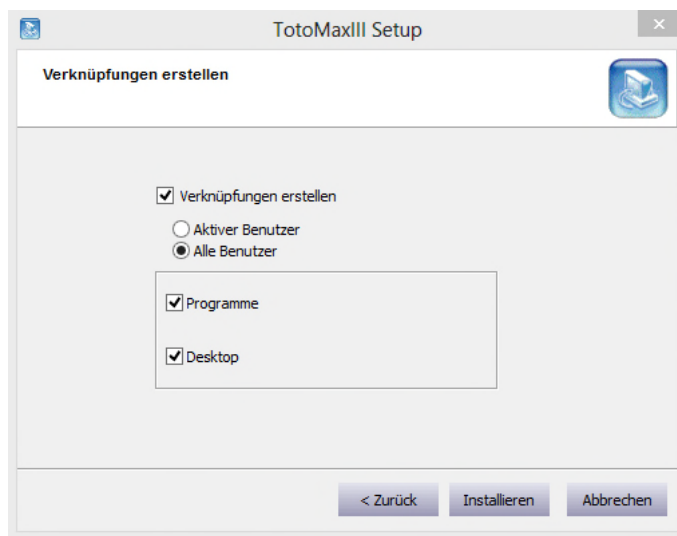 TotoMaxIII Setup
Verknüpfungen erstellen
Verknüpfungen erstellen
Aktiver Benutzer
Alle Benutzer
Programme
Desktop
< Zurück Installieren Abbrechen